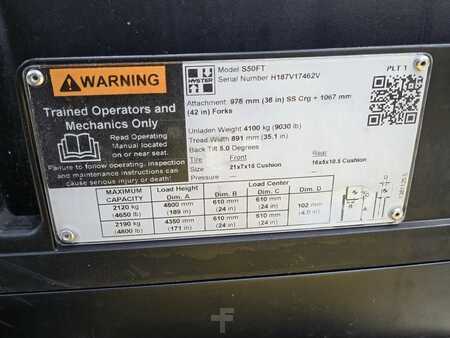 WARNING
Trained Operators and
Mechanics Only
Read Operating
Manual located
on or near seat.
Failure to follow operating, inspection
and maintenance instructions can
cause serious injury or death.
HYSTER
Model S50FT
Serial Number H187V17462V
PLT 1
Attachment: 978 mm (38 in) SS Crg + 1067 mm
(42 in) Forks
Unladen Weight 4100 kg (9030 lb)
Tread Width 891 mm (35.1 in)
Back Tilt 5.0 Degrees
Tire Front Rear
Size 21x7x15 Cushion 16x5x10.5 Cushion
Pressure --
MAXIMUM CAPACITY Load Height Dim. A Load Center Dim. B Dim. C Dim. D
2120 kg (4650 lb) 4800 mm (189 in) 610 mm (24 in) 610 mm (24 in) 102 mm (4.0 in)
2190 kg (4800 lb) 4350 mm (171 in) 610 mm (24 in) 610 mm (24 in)